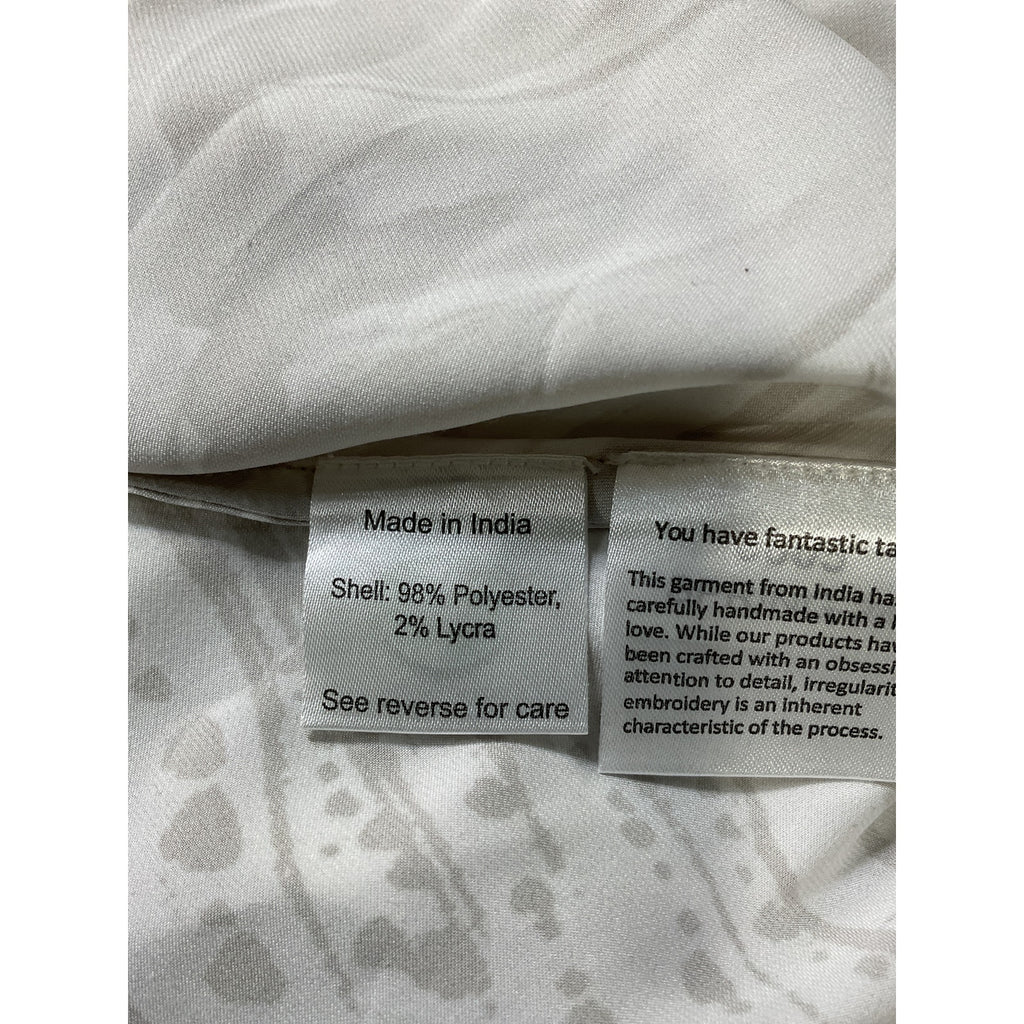 Made in India
Shell: 98% Polyester,
2% Lycra
See reverse for care
You have fantastic
This garment from India
carefully handmade with a
love. While our products
been crafted with an
attention to detail,
embroidery is an inherent
characteristic of the process.